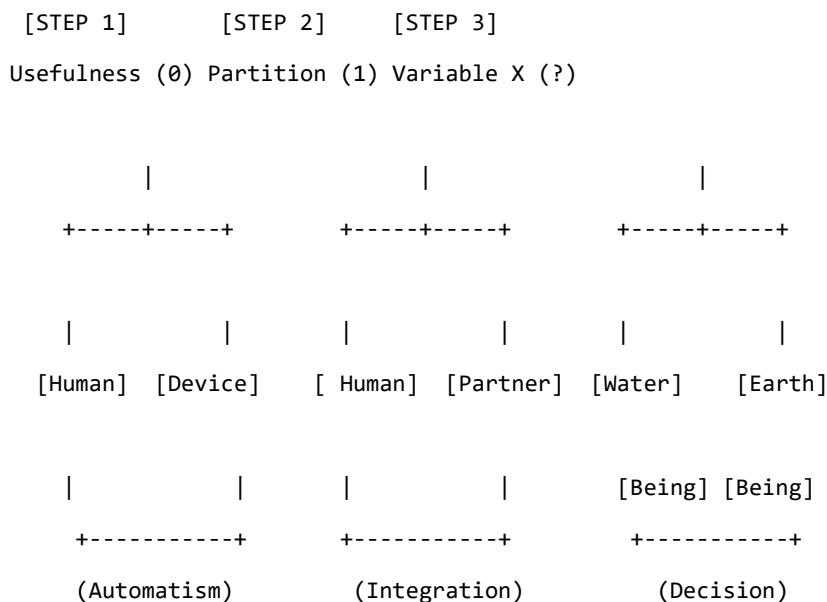 [STEP 1] [STEP 2] [STEP 3]
Usefulness (0) Partition (1) Variable X (?)
| | |
+-----+-----+ +-----+-----+ +-----+-----+
| | | | | |
[Human] [Device] [ Human] [Partner] [Water] [Earth]
| | | | [Being] [Being]
+-----------+ +-----------+ +-----------+
(Automatism) (Integration) (Decision)